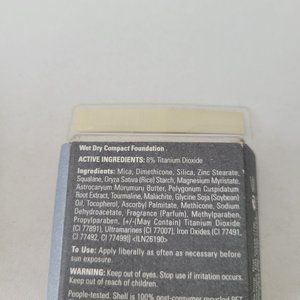 Wet Dry Compact Foundation
ACTIVE INGREDIENTS: 8% Titanium Dioxide
Ingredients: Mica, Dimethicone, Silica, Zinc Stearate,
Squalane, Oryza Sativa (Rice) Starch, Magnesium Myristate,
Astrocaryum Murumuru Butter, Polygonum Cuspidatum
Root Extract, Tourmaline, Malachite, Glycine Soja (Soybean)
Oil, Tocopherol, Ascorbyl Palmitate, Methicone, Sodium
Dehydroacetate, Fragrance (Parfum), Methylparaben,
Propylparaben, (+/-)(May Contain) Titanium Dioxide
(CI 77891), Ultramarines (CI 77007), Iron Oxides (CI 77491,
CI 77492, CI 77499)] <ILN26190>
To Use: Apply liberally as often as necessary before
sun exposure.
WARNING: Keep out of eyes. Stop use if irritation occurs.
Keep out of reach of children.
People-tested. Shell is 100% post-consumer recycled PET